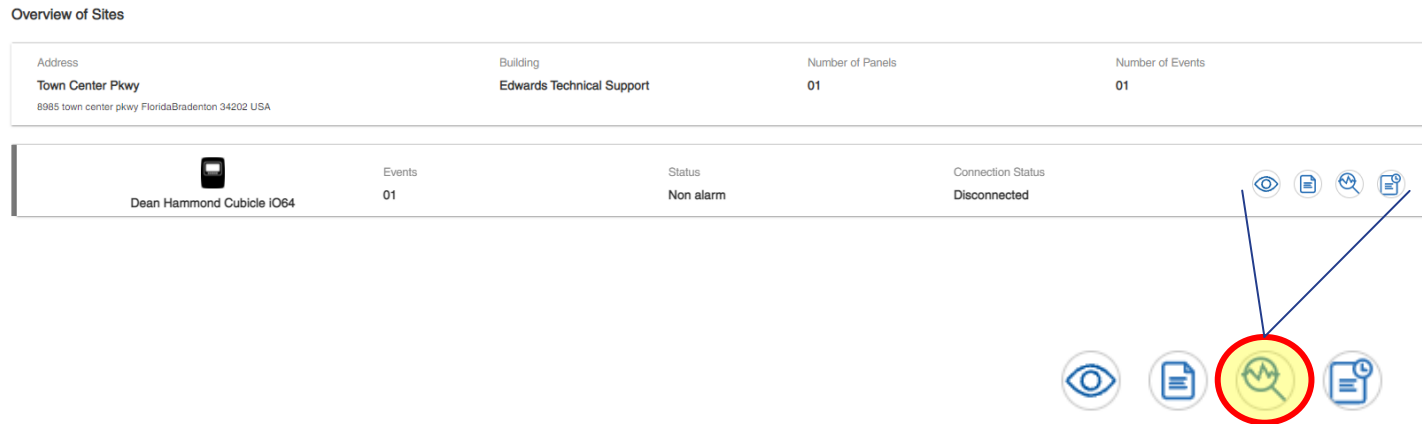 Overview of Sites
Address Building Number of Panels Number of Events
Town Center Pkwy Edwards Technical Support 01 01
8985 town center pkwy FloridaBradenton 34202 USA
Events Status Connection Status
01 Non alarm Disconnected
Dean Hammond Cubicle iO64